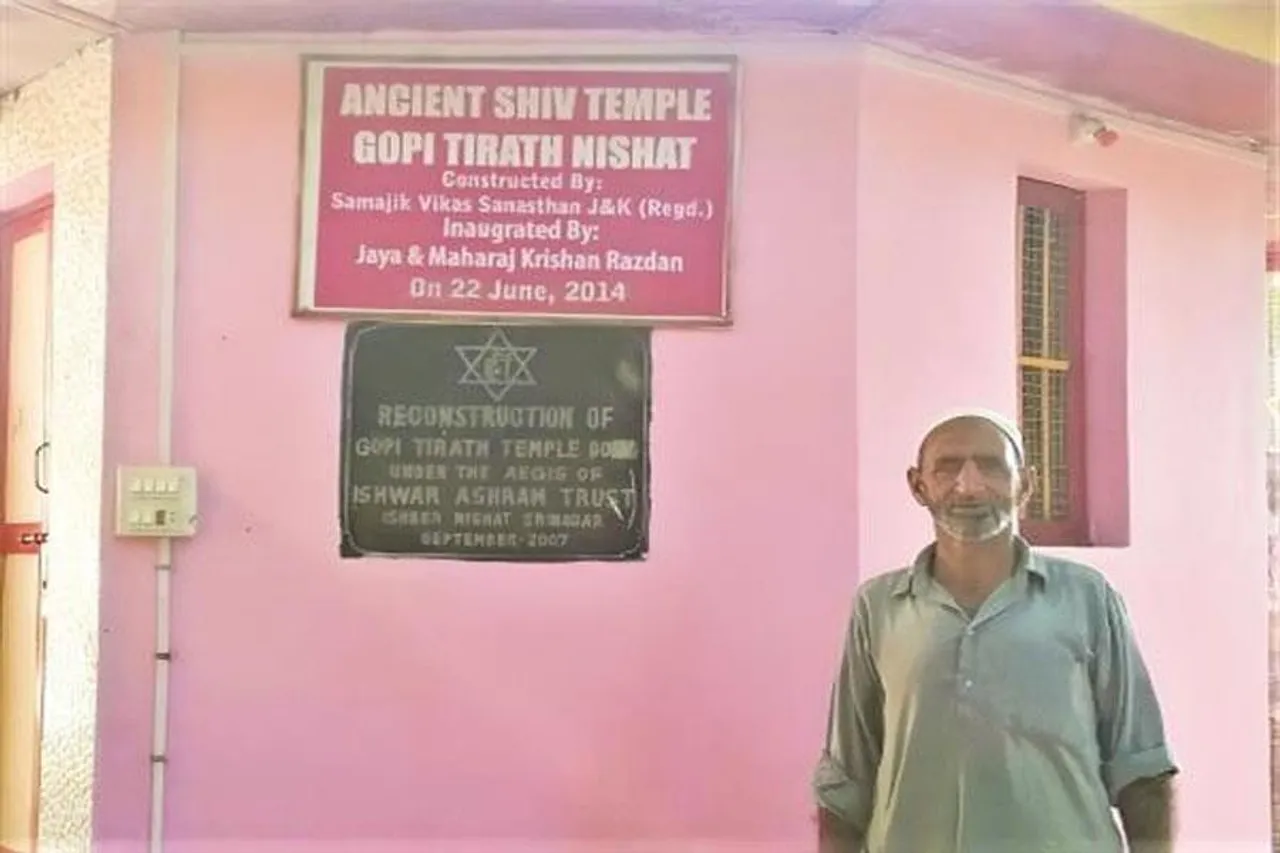 ANCIENT SHIV TEMPLE
GOPI TIRATH NISHAT
Constructed By:
Samajik Vikas Sanasthan J&K (Regd.)
Inaugrated By:
Jaya & Maharaj Krishan Razdan
On 22 June, 2014
RECONSTRUCTION OF
GOPI TIRATH TEMPLE
UNDER THE AEGIS OF
ISHWAR ASHRAM TRUST
ISHBER NISHAT SRINAGAR
SEPTEMBER-2007